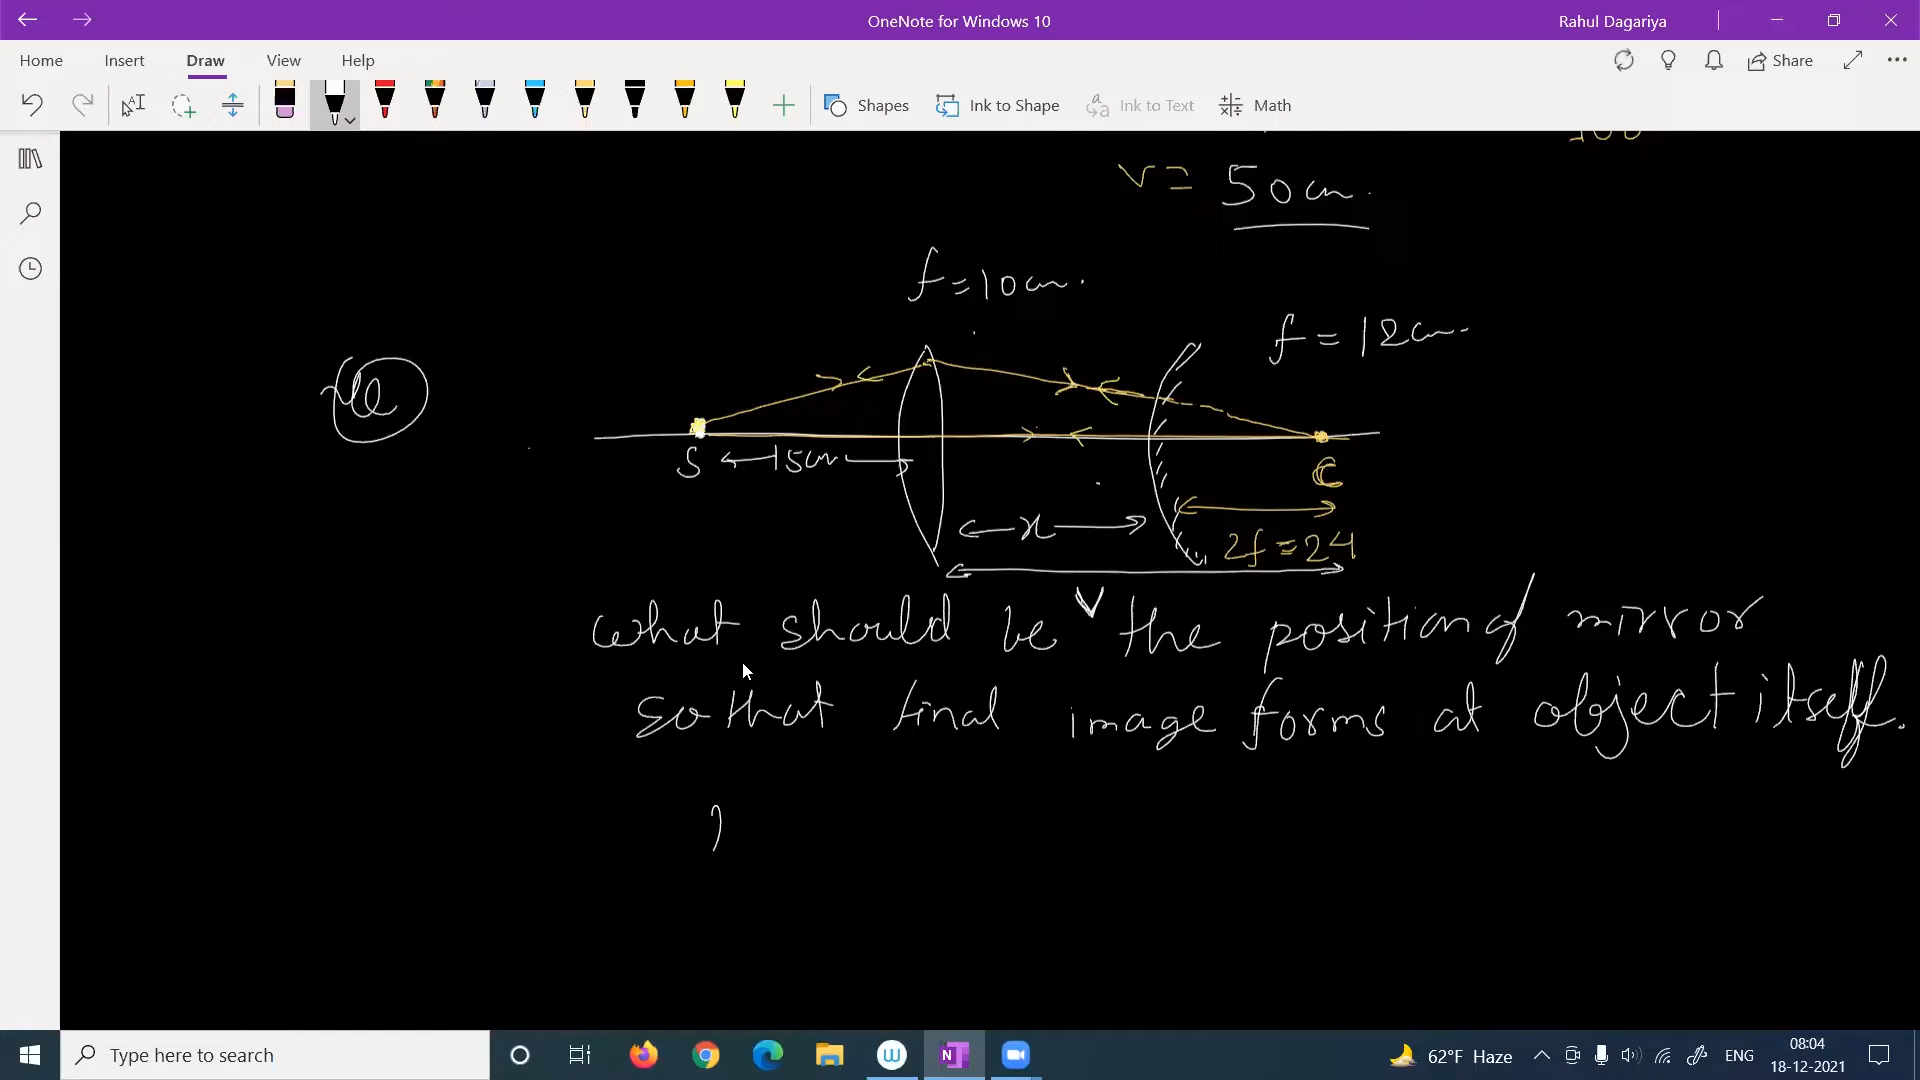 OneNote for Windows 10
Rahul Dagariya
Home Insert Draw View Help
Share
Shapes Ink to Shape Ink to Text Math
100
v = 50cm.
f = 10cm.
f = 12cm.
S 15cm
C
x
2f = 24
v
what should be the position of mirror
so that final image forms at object itself.
Type here to search
62°F Haze
ENG
08:04
18-12-2021